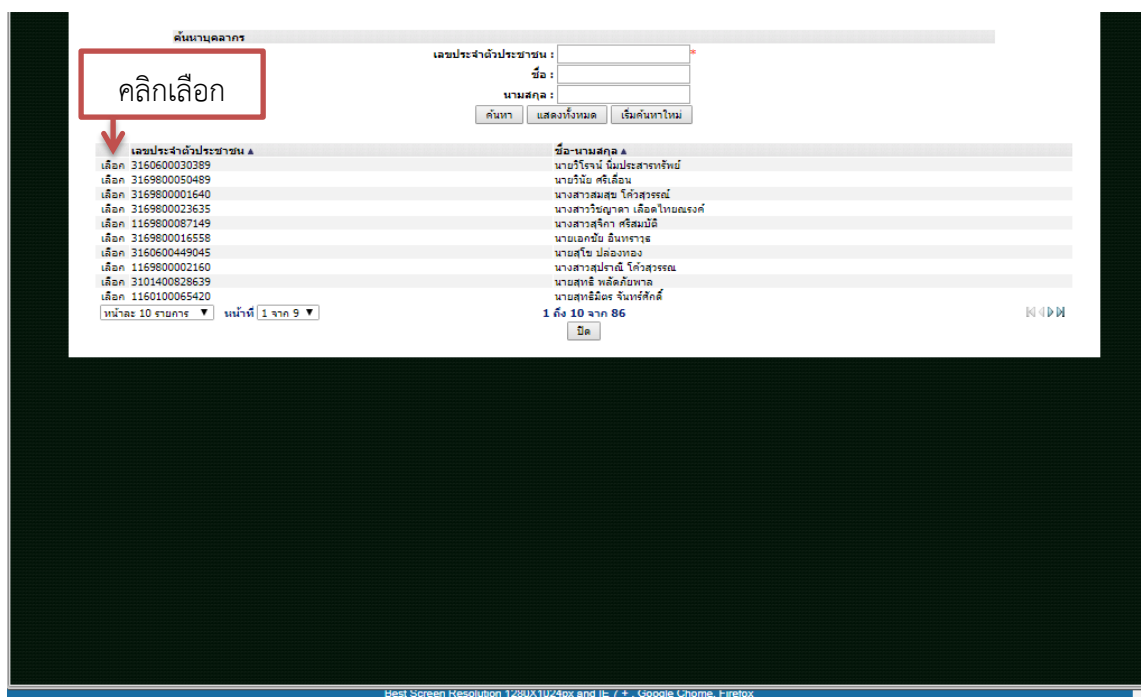 ค้นนาบุคลากร
เลขประจำตัวประชาชน : *
ชื่อ :
นามสกุล :
ค้นทา แสดงทั้งหมด เริ่มค้นหาใหม่
คลิกเลือก
เลขประจำตัวประชาชน ▲ ชื่อ-นามสกุล ▲
เลือก 3160600030389 นายวิโรจน์ นิ่มประสารทรัพย์
เลือก 3169800050489 นายวินัย ศรีเลื่อน
เลือก 3169800001640 นางสาวสมสุข โค้วสุวรรณ์
เลือก 3169800023635 นางสาววิชญาดา เลือดไทยณรงค์
เลือก 1169800087149 นางสาวสุจิกา ศรีสมบัติ
เลือก 3169800016558 นายเอกชัย อินทราวุธ
เลือก 3160600449045 นายสุโข ปล่องทอง
เลือก 1169800002160 นางสาวสุปราณี โค้วสุวรรณ
เลือก 3101400828639 นายสุทธิ พลัดภัยพาล
เลือก 1160100065420 นายสุทธิมิตร จันทร์ศักดิ์
หน้าละ 10 รายการ ▼ หน้าที่ 1 จาก 9 ▼ 1 ถึง 10 จาก 86
ปิด
Best Screen Resolution 1280X1024px and IE 7 + , Google Chome, Firefox